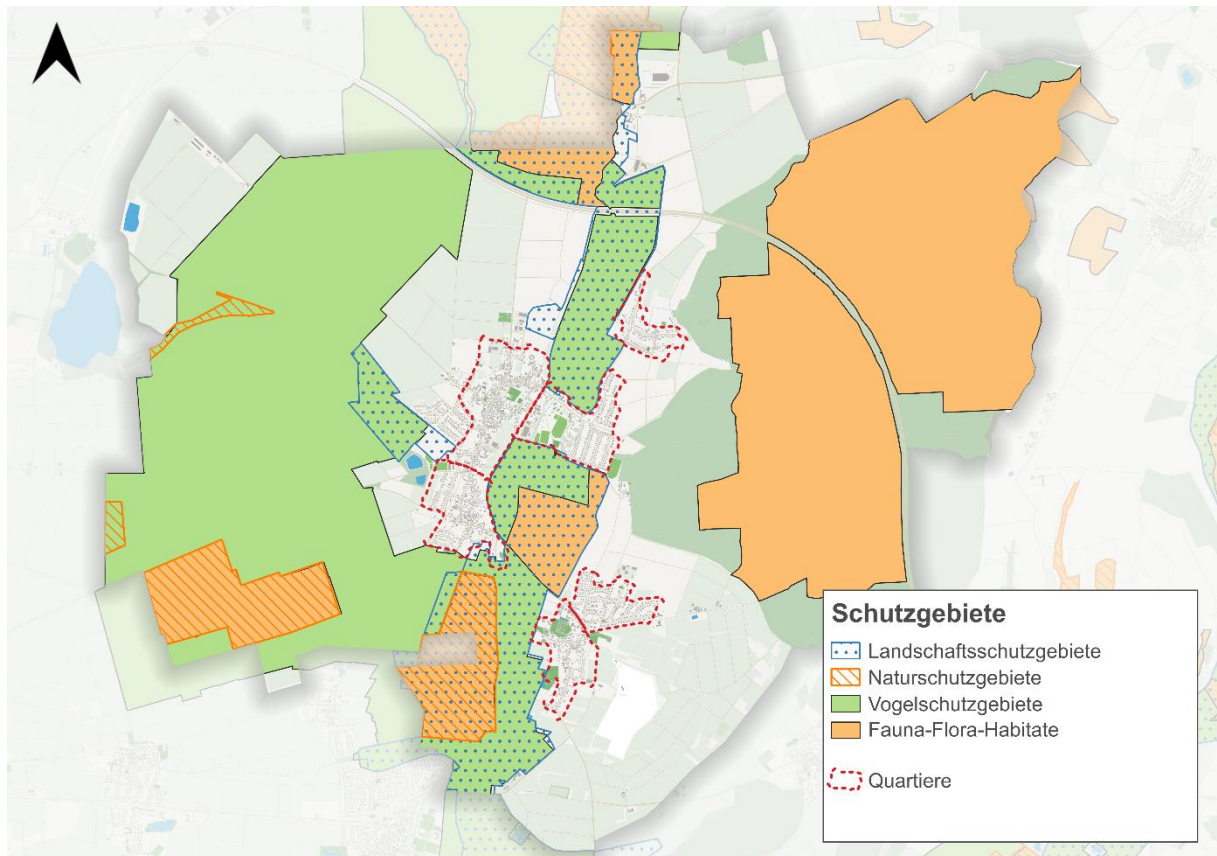 Schutzgebiete
Landschaftsschutzgebiete
Naturschutzgebiete
Vogelschutzgebiete
Fauna-Flora-Habitate
Quartiere